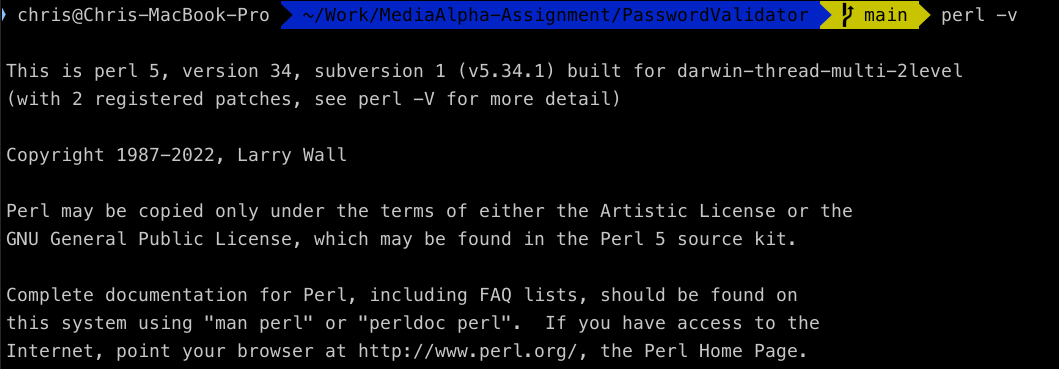 chris@Chris-MacBook-Pro ~/Work/MediaAlpha-Assignment/PasswordValidator main perl -v
This is perl 5, version 34, subversion 1 (v5.34.1) built for darwin-thread-multi-2level
(with 2 registered patches, see perl -V for more detail)
Copyright 1987-2022, Larry Wall
Perl may be copied only under the terms of either the Artistic License or the
GNU General Public License, which may be found in the Perl 5 source kit.
Complete documentation for Perl, including FAQ lists, should be found on
this system using "man perl" or "perldoc perl".  If you have access to the
Internet, point your browser at http://www.perl.org/, the Perl Home Page.